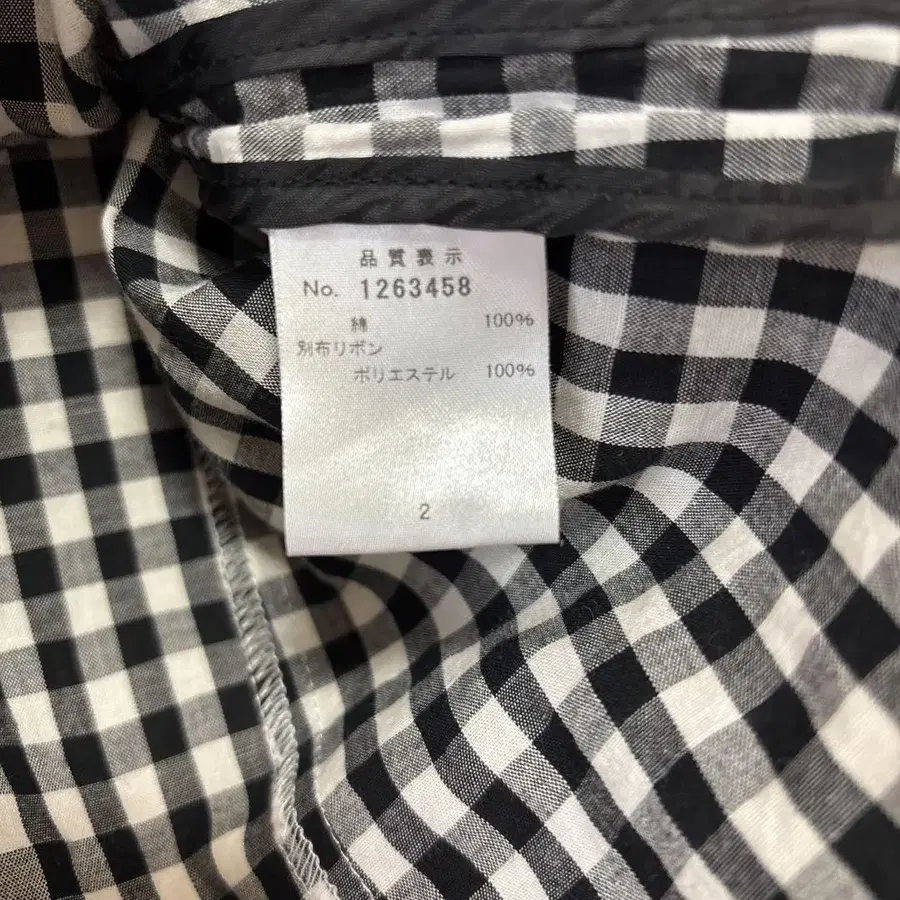 品質表示
No. 1263458
綿 100%
別布リボン
ポリエステル 100%
2